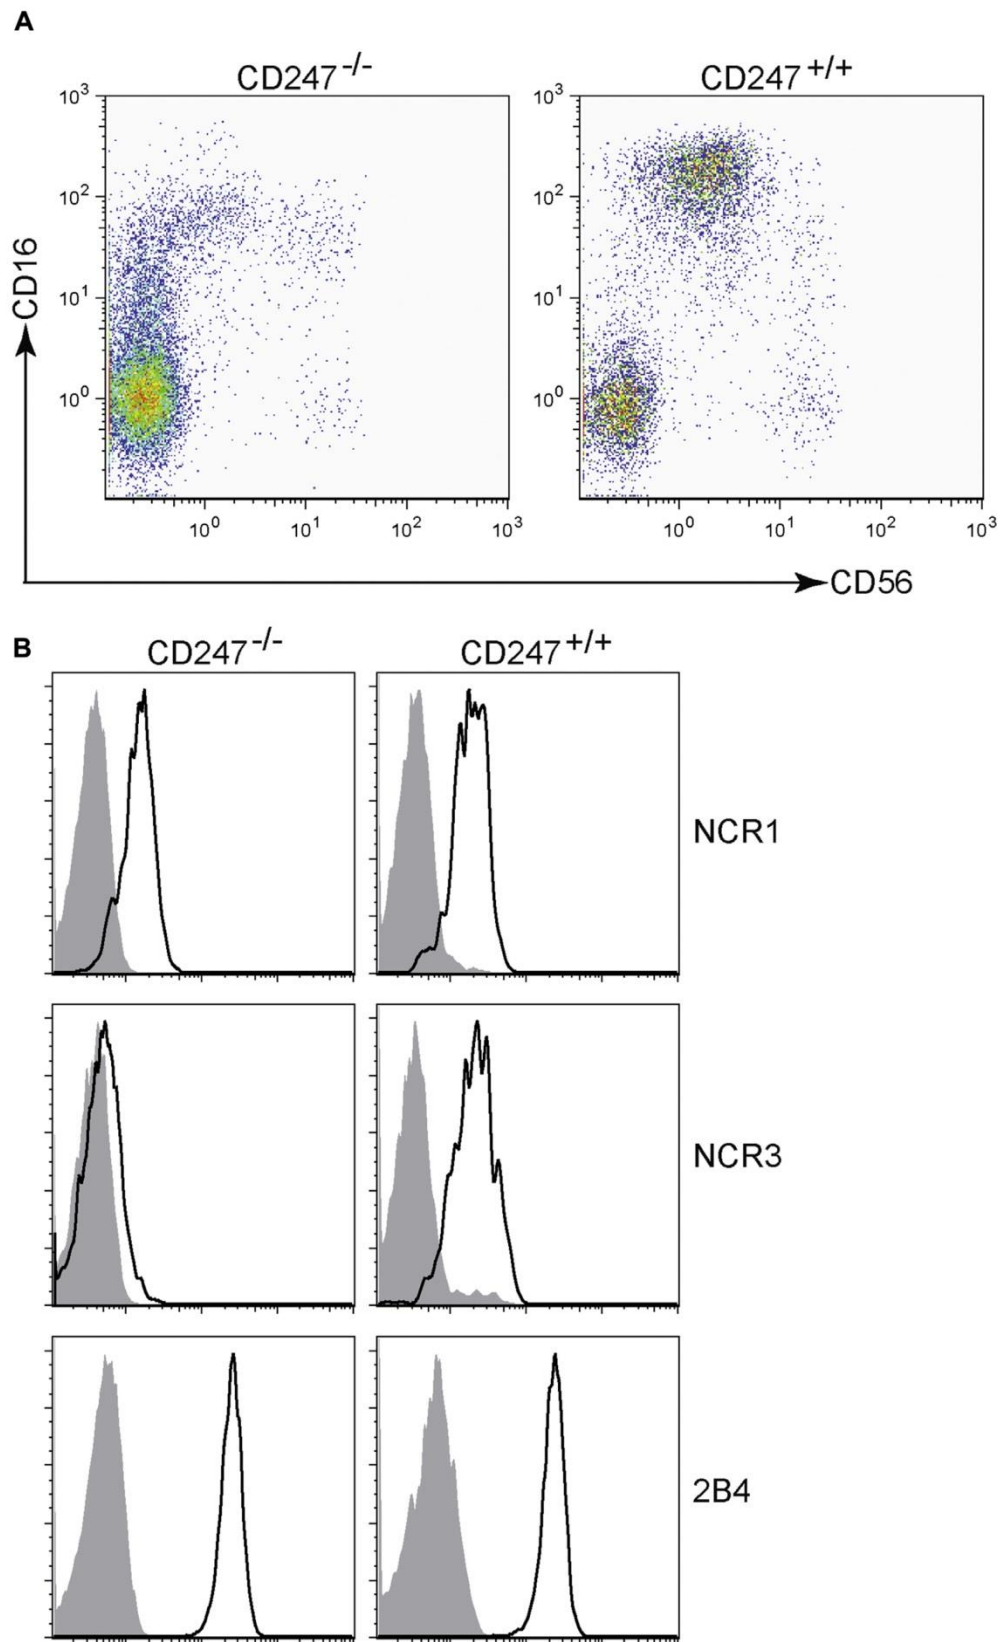 A
CD247-/-
CD247+/+
10³
10³
10²
10²
10¹
10¹
10⁰
10⁰
CD16
10⁰ 10¹ 10² 10³
10⁰ 10¹ 10² 10³
CD56
B
CD247-/-
CD247+/+
NCR1
NCR3
2B4